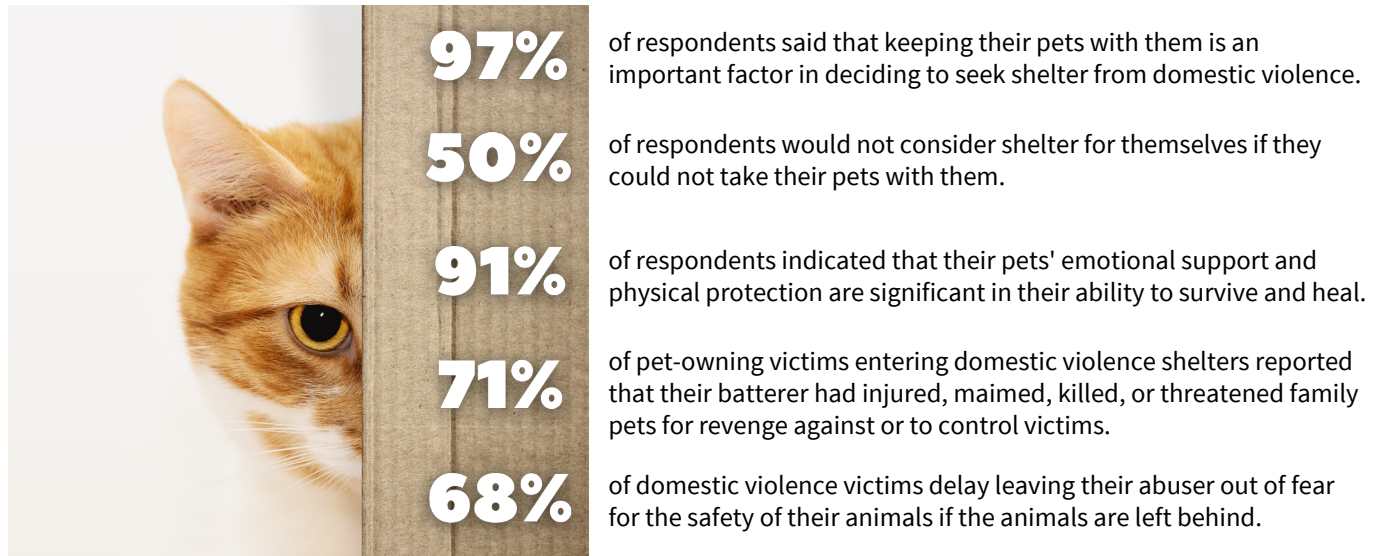 97%
of respondents said that keeping their pets with them is an
important factor in deciding to seek shelter from domestic violence.
50%
of respondents would not consider shelter for themselves if they
could not take their pets with them.
91%
of respondents indicated that their pets' emotional support and
physical protection are significant in their ability to survive and heal.
71%
of pet-owning victims entering domestic violence shelters reported
that their batterer had injured, maimed, killed, or threatened family
pets for revenge against or to control victims.
68%
of domestic violence victims delay leaving their abuser out of fear
for the safety of their animals if the animals are left behind.